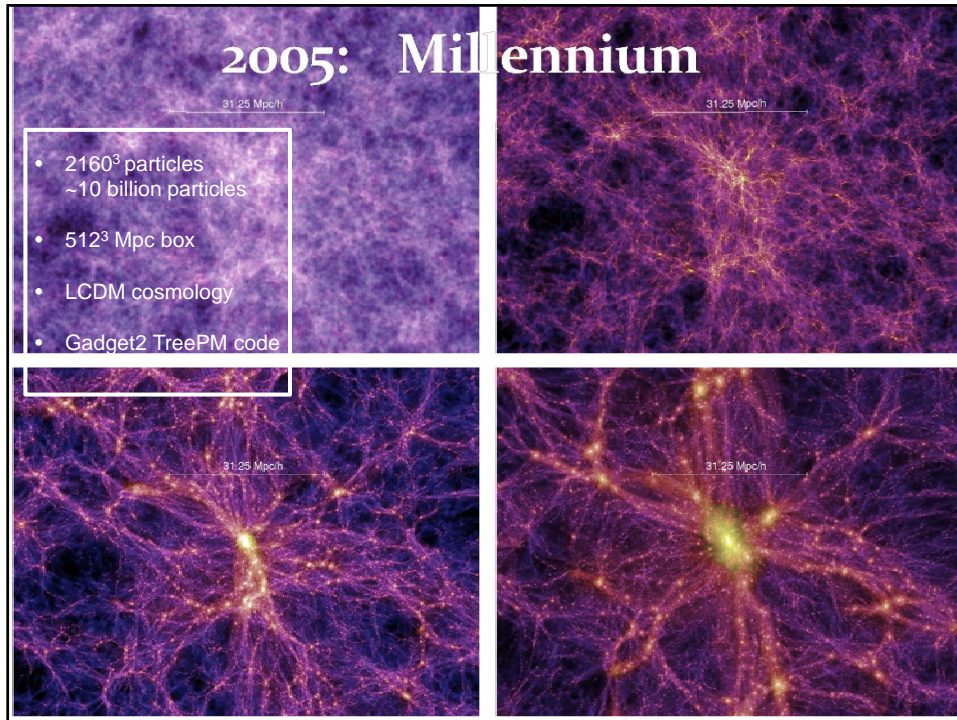 2005: Millennium
31.25 Mpc/h
31.25 Mpc/h
• 2160³ particles
~10 billion particles
• 512³ Mpc box
• LCDM cosmology
• Gadget2 TreePM code
31.25 Mpc/h
31.25 Mpc/h